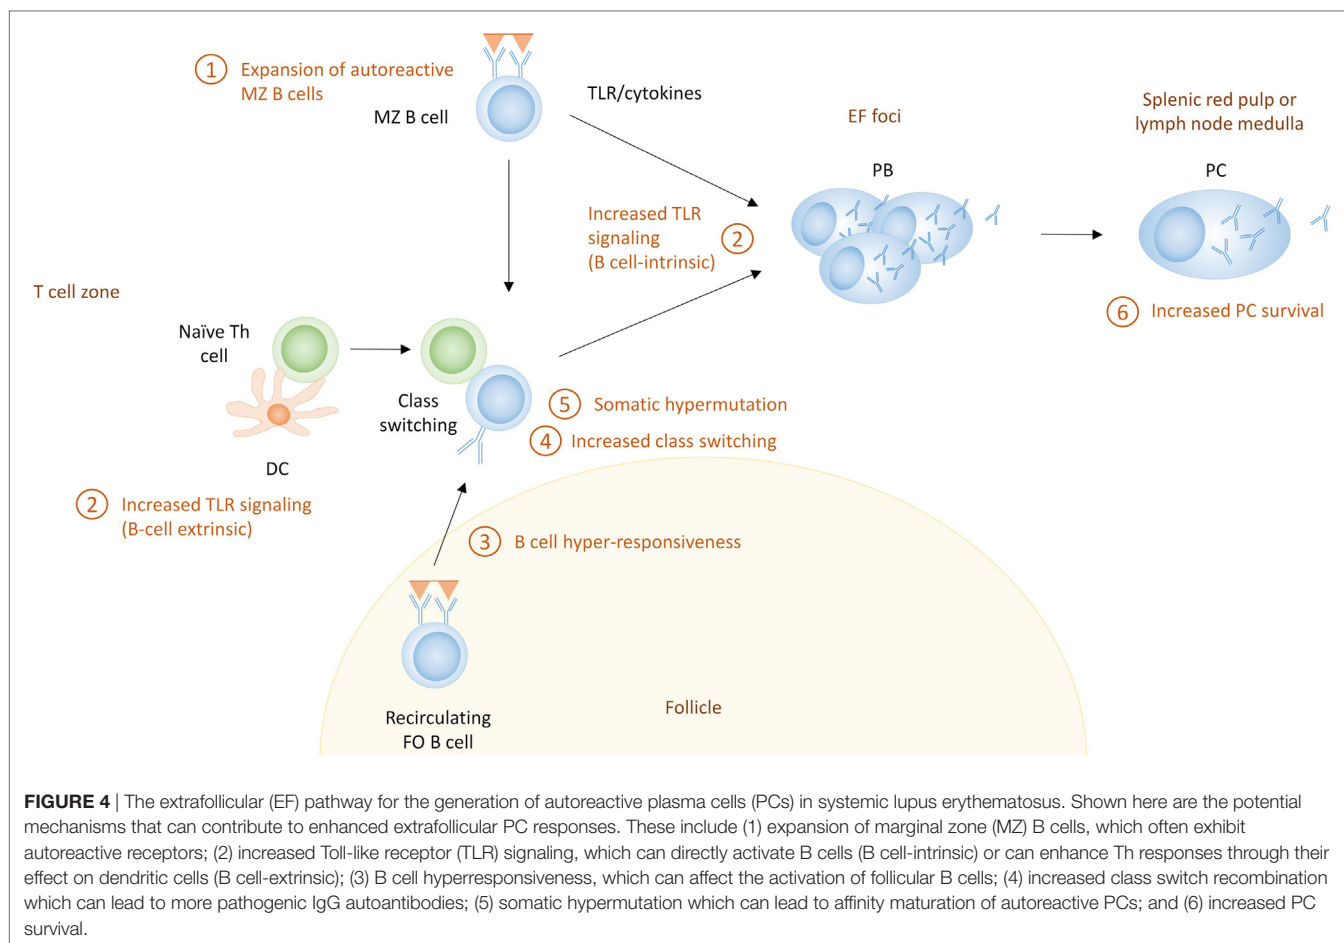 ① Expansion of autoreactive
MZ B cells
MZ B cell
TLR/cytokines
EF foci
Splenic red pulp or
lymph node medulla
PB
PC
Increased TLR
signaling
(B cell-intrinsic)
②
⑥ Increased PC survival
T cell zone
Naïve Th
cell
Class
switching
DC
⑤ Somatic hypermutation
④ Increased class switching
② Increased TLR signaling
(B-cell extrinsic)
③ B cell hyper-responsiveness
Recirculating
FO B cell
Follicle
FIGURE 4 | The extrafollicular (EF) pathway for the generation of autoreactive plasma cells (PCs) in systemic lupus erythematosus. Shown here are the potential
mechanisms that can contribute to enhanced extrafollicular PC responses. These include (1) expansion of marginal zone (MZ) B cells, which often exhibit
autoreactive receptors; (2) increased Toll-like receptor (TLR) signaling, which can directly activate B cells (B cell-intrinsic) or can enhance Th responses through their
effect on dendritic cells (B cell-extrinsic); (3) B cell hyperresponsiveness, which can affect the activation of follicular B cells; (4) increased class switch recombination
which can lead to more pathogenic IgG autoantibodies; (5) somatic hypermutation which can lead to affinity maturation of autoreactive PCs; and (6) increased PC
survival.